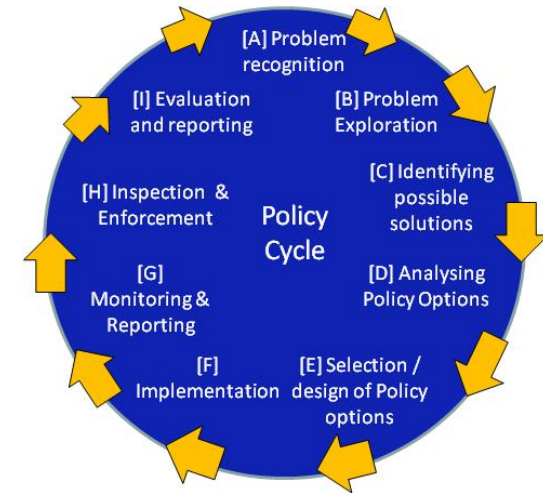 [A] Problem
recognition
[B] Problem
Exploration
[C] Identifying
possible
solutions
[D] Analysing
Policy Options
[E] Selection /
design of Policy
options
[F]
Implementation
[G]
Monitoring &
Reporting
[H] Inspection &
Enforcement
[I] Evaluation
and reporting
Policy
Cycle